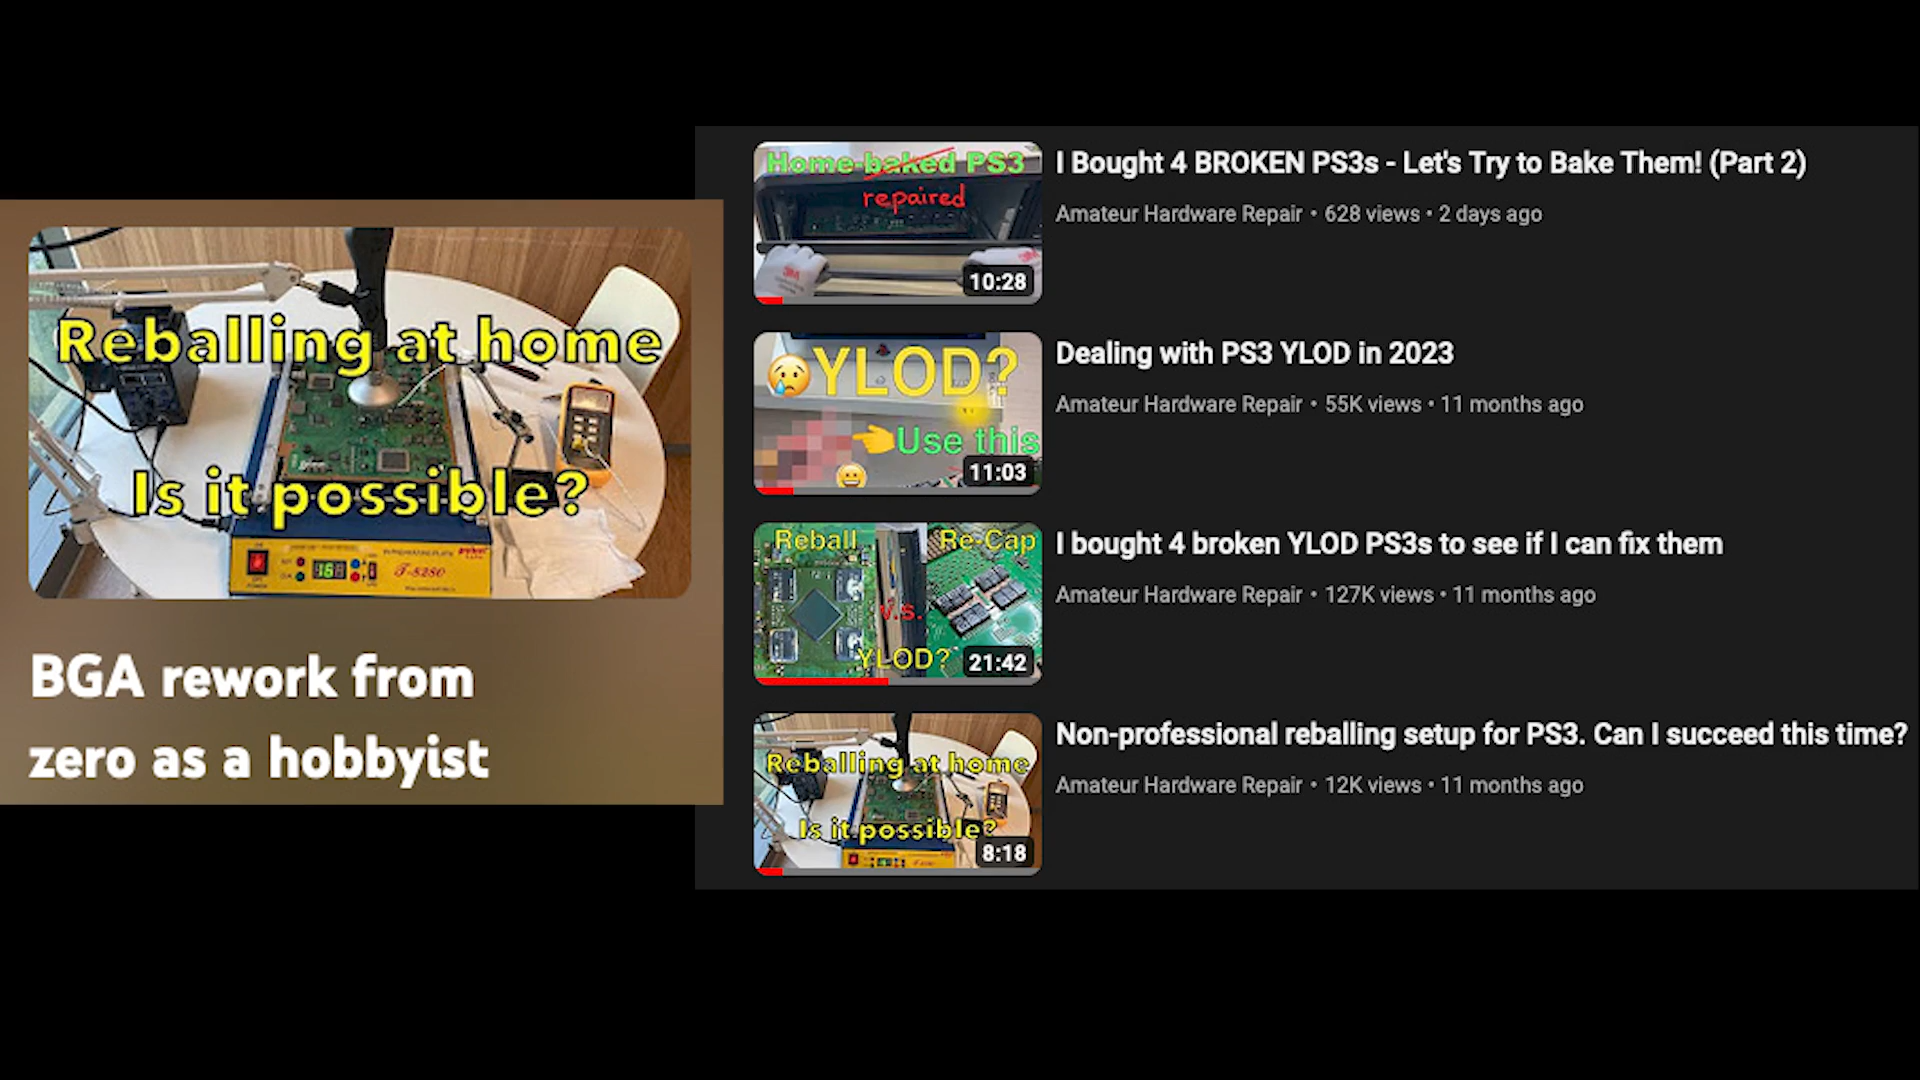 Reballing at home
Is it possible?
T-8280
BGA rework from
zero as a hobbyist
Home-baked PS3
repaired
3M
3M
10:28
I Bought 4 BROKEN PS3s - Let's Try to Bake Them! (Part 2)
Amateur Hardware Repair • 628 views • 2 days ago
YLOD?
Use this
11:03
Dealing with PS3 YLOD in 2023
Amateur Hardware Repair • 55K views • 11 months ago
Reball
Re-Cap
v.s.
YLOD?
21:42
I bought 4 broken YLOD PS3s to see if I can fix them
Amateur Hardware Repair • 127K views • 11 months ago
Reballing at home
Is it possible?
8:18
Non-professional reballing setup for PS3. Can I succeed this time?
Amateur Hardware Repair • 12K views • 11 months ago